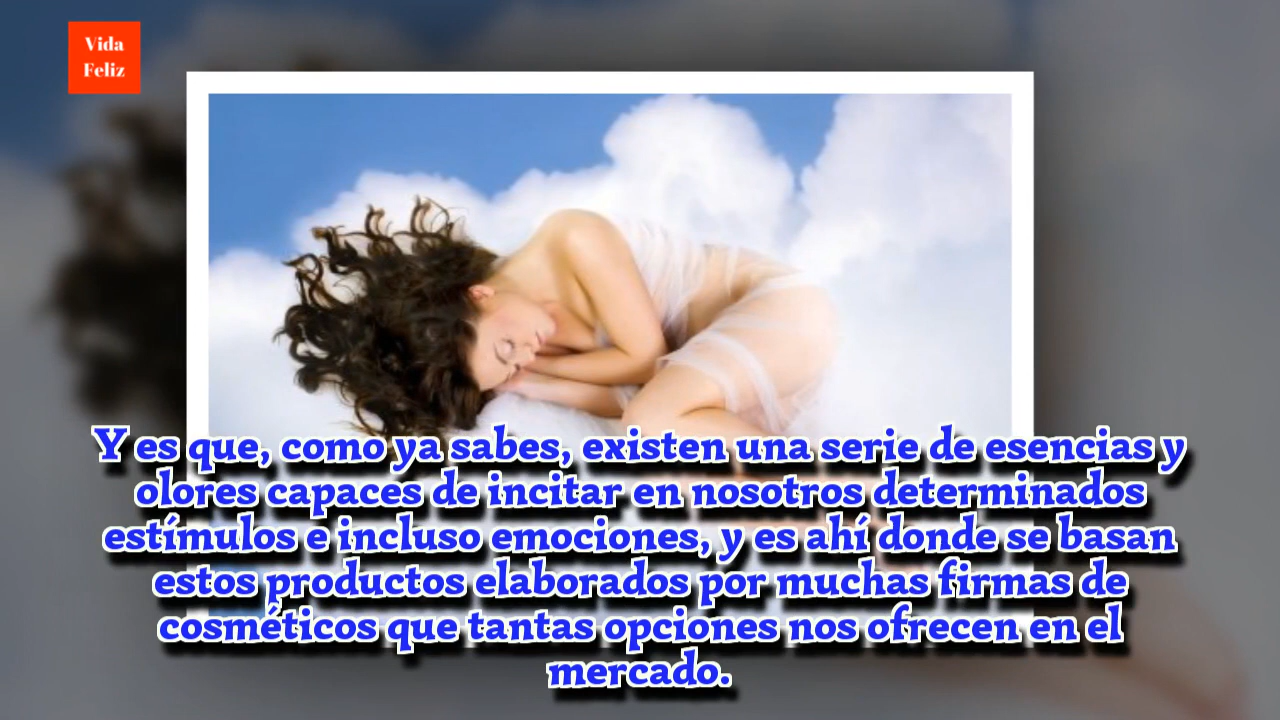 Vida
Feliz
Y es que, como ya sabes, existen una serie de esencias y
olores capaces de incitar en nosotros determinados
estímulos e incluso emociones, y es ahí donde se basan
estos productos elaborados por muchas firmas de
cosméticos que tantas opciones nos ofrecen en el
mercado.